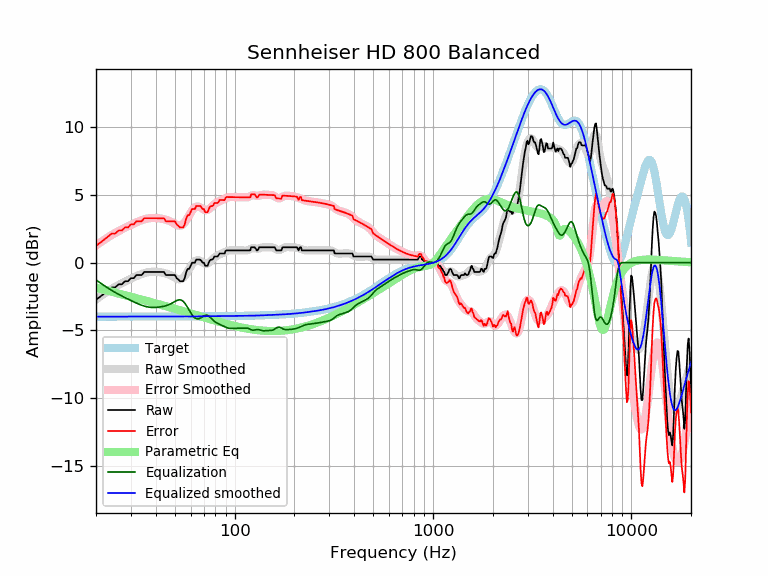 Sennheiser HD 800 Balanced
Amplitude (dBr)
10
5
0
−5
−10
−15
Target
Raw Smoothed
Error Smoothed
Raw
Error
Parametric Eq
Equalization
Equalized smoothed
100 1000 10000
Frequency (Hz)